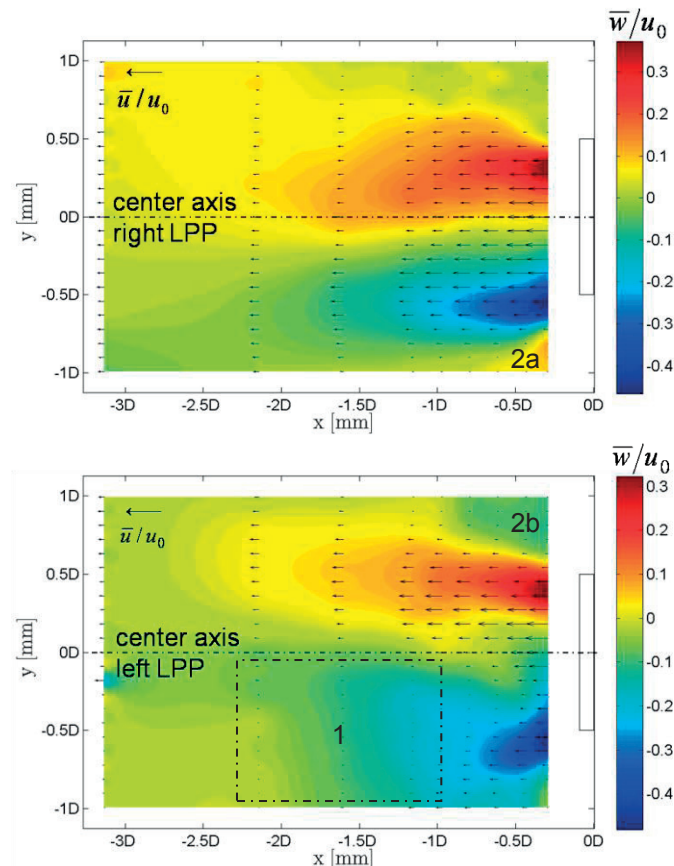 w̅/u₀
1D
0.5D
0D
-0.5D
-1D
y [mm]
u̅/u₀
center axis
right LPP
2a
0.3
0.2
0.1
0
-0.1
-0.2
-0.3
-0.4
-3D -2.5D -2D -1.5D -1D -0.5D 0D
x [mm]
w̅/u₀
1D
0.5D
0D
-0.5D
-1D
y [mm]
u̅/u₀
2b
center axis
left LPP
1
0.3
0.2
0.1
0
-0.1
-0.2
-0.3
-0.4
-3D -2.5D -2D -1.5D -1D -0.5D 0D
x [mm]